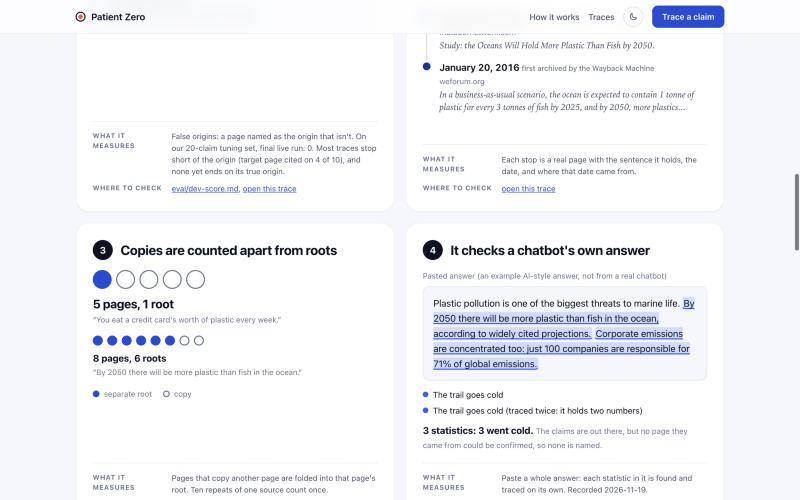 Patient Zero
How it works
Traces
Trace a claim
False origins: a page named as the origin that isn't. On
our 20-claim tuning set, final live run: 0. Most traces stop
short of the origin (target page cited on 4 of 10), and
none yet ends on its true origin.
WHAT IT
MEASURES
WHERE TO CHECK
eval/dev-score.md, open this trace
Study: the Oceans Will Hold More Plastic Than Fish by 2050.
January 20, 2016 first archived by the Wayback Machine
weforum.org
In a business-as-usual scenario, the ocean is expected to contain 1 tonne of
plastic for every 3 tonnes of fish by 2025, and by 2050, more plastics…
WHAT IT
MEASURES
Each stop is a real page with the sentence it holds, the
date, and where that date came from.
WHERE TO CHECK
open this trace
3 Copies are counted apart from roots
5 pages, 1 root
“You eat a credit card's worth of plastic every week.”
8 pages, 6 roots
“By 2050 there will be more plastic than fish in the ocean.”
separate root
copy
WHAT IT
MEASURES
Pages that copy another page are folded into that page's
root. Ten repeats of one source count once.
4 It checks a chatbot's own answer
Pasted answer (an example AI-style answer, not from a real chatbot)
Plastic pollution is one of the biggest threats to marine life. By
2050 there will be more plastic than fish in the ocean,
according to widely cited projections. Corporate emissions
are concentrated too: just 100 companies are responsible for
71% of global emissions.
The trail goes cold
The trail goes cold (traced twice: it holds two numbers)
3 statistics: 3 went cold. The claims are out there, but no page they
came from could be confirmed, so none is named.
WHAT IT
MEASURES
Paste a whole answer: each statistic in it is found and
traced on its own. Recorded 2026-11-19.